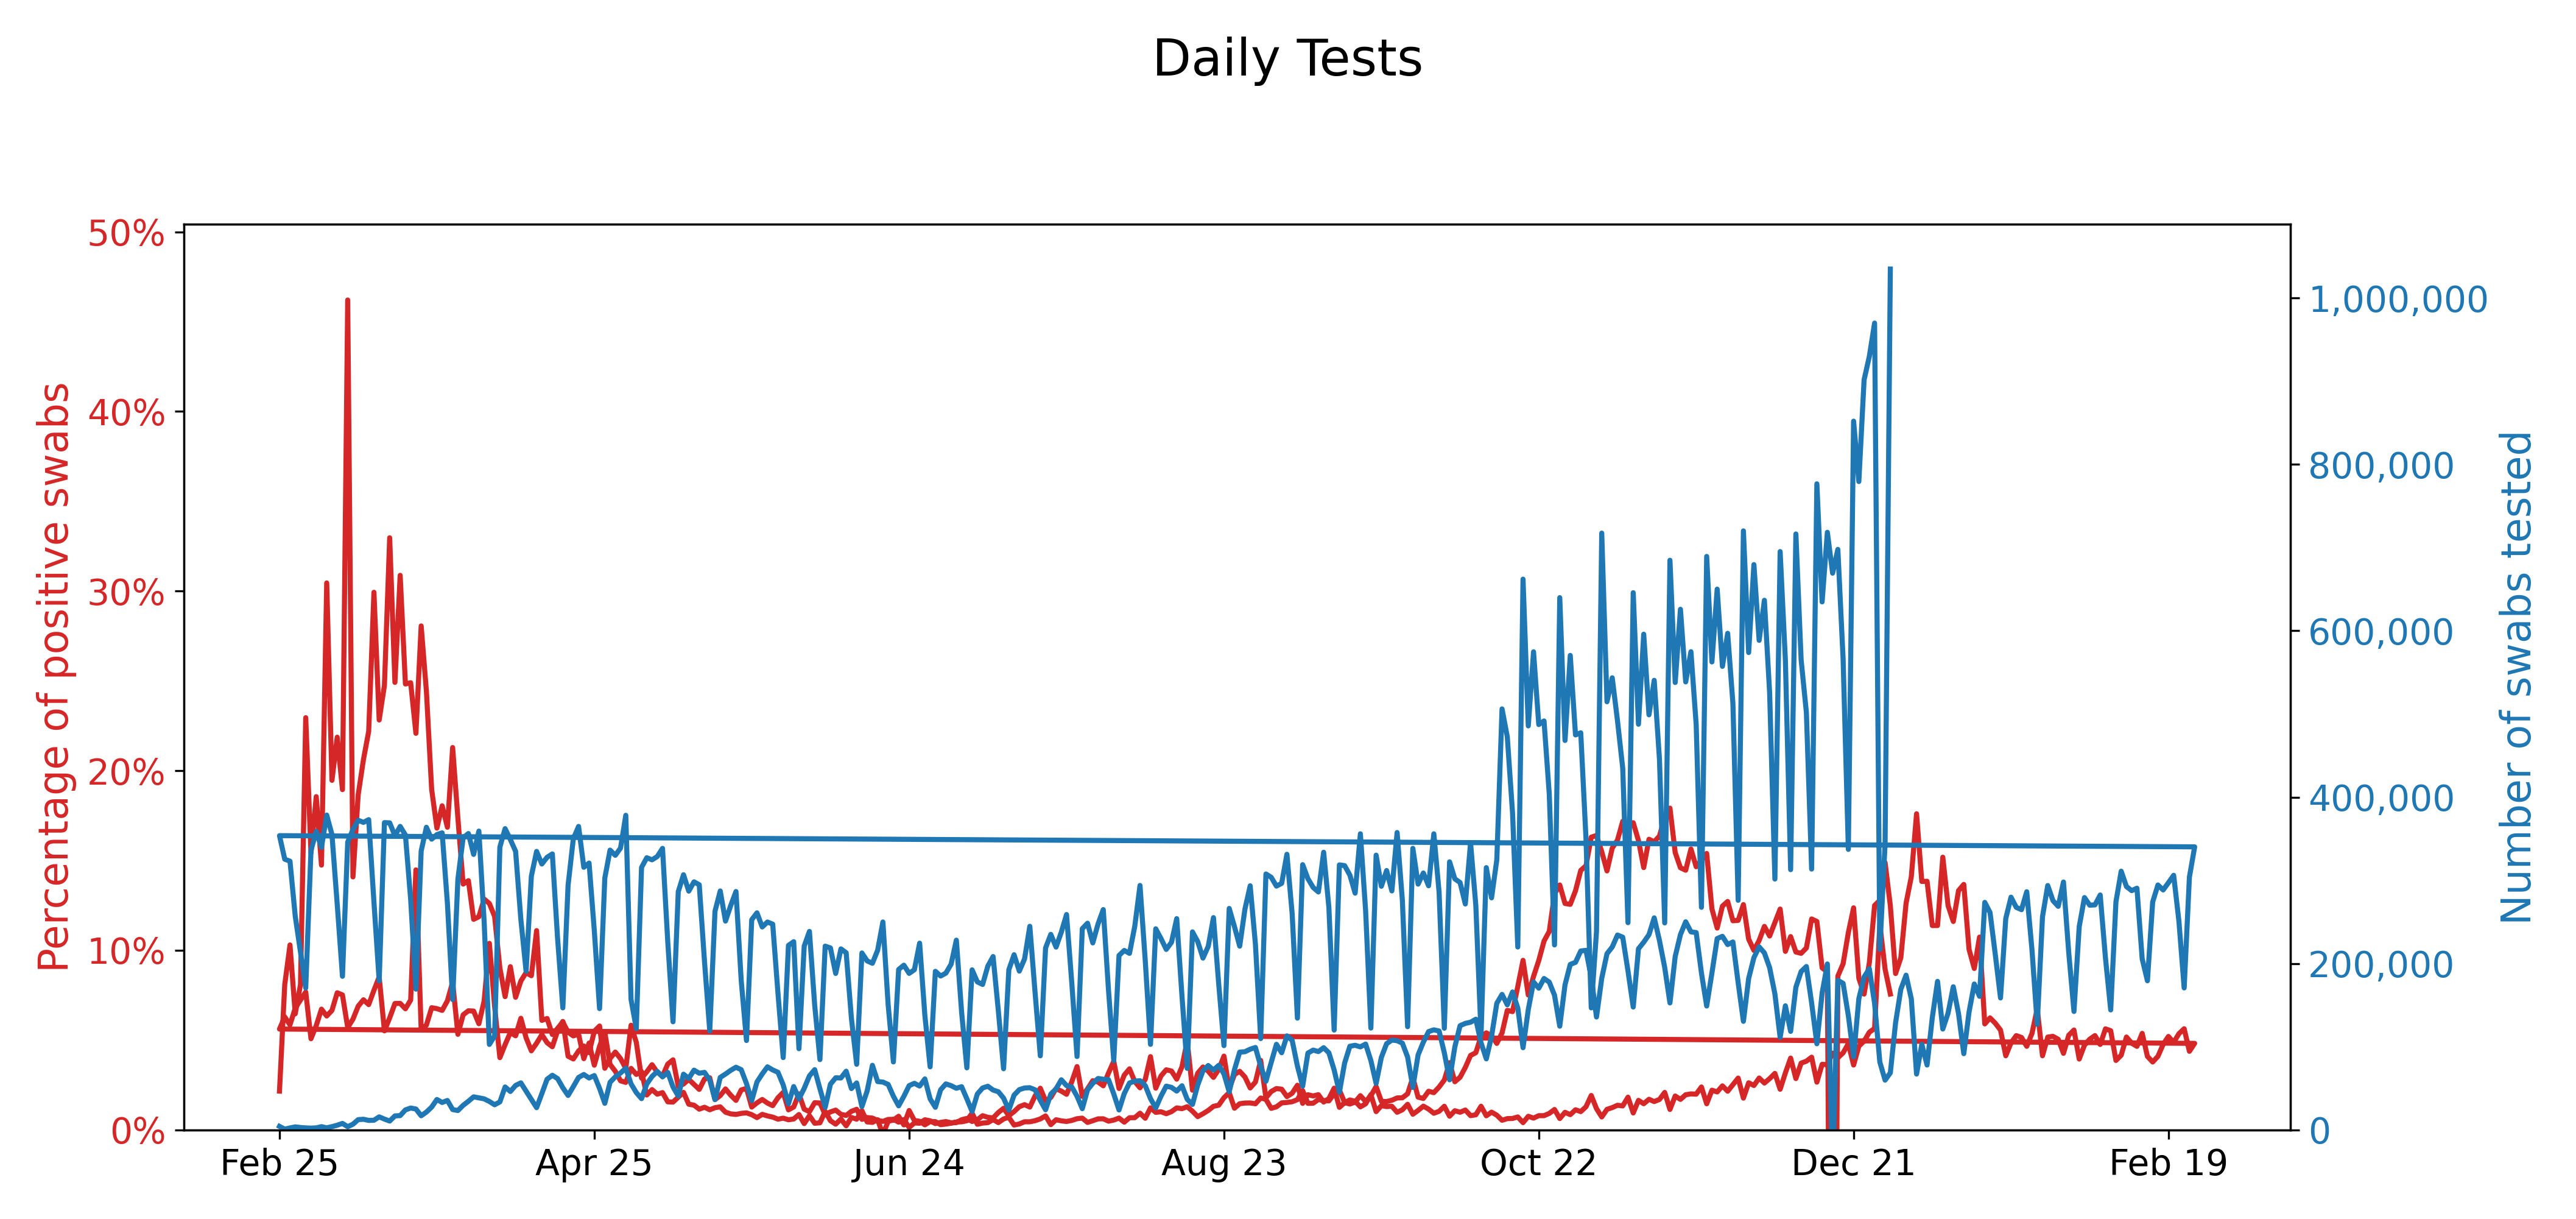 Daily Tests
Percentage of positive swabs
50%
40%
30%
20%
10%
0%
1,000,000
800,000
600,000
400,000
200,000
0
Number of swabs tested
Feb 25
Apr 25
Jun 24
Aug 23
Oct 22
Dec 21
Feb 19